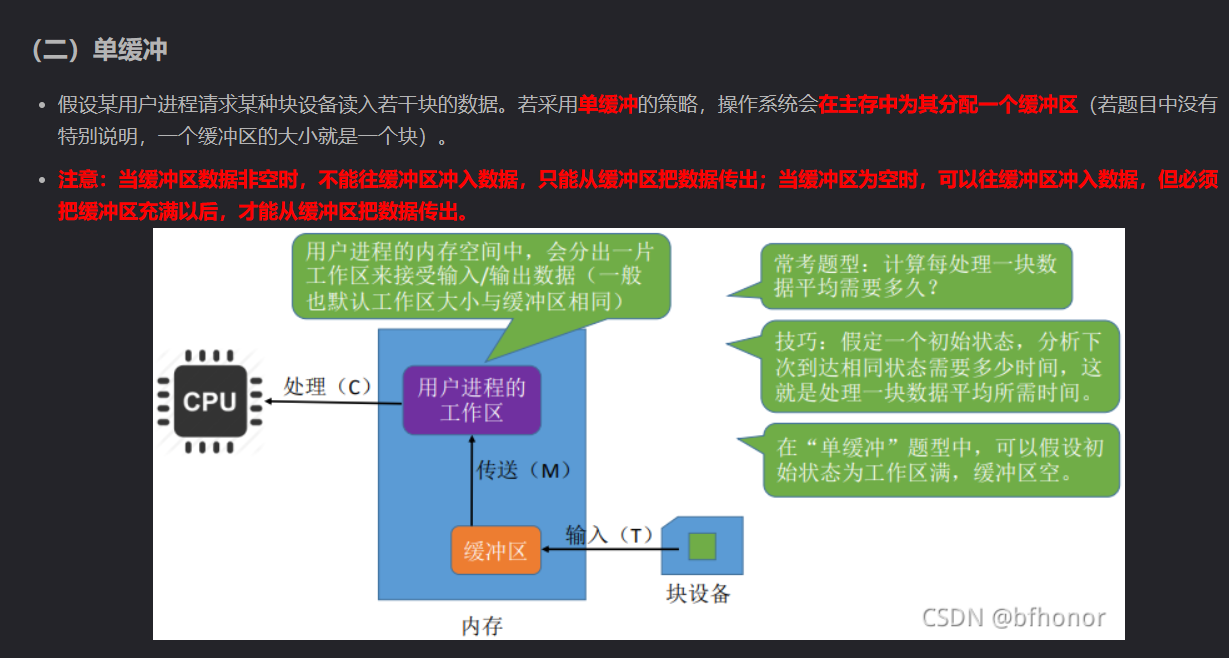 （二）单缓冲
• 假设某用户进程请求某种块设备读入若干块的数据。若采用单缓冲的策略，操作系统会在主存中为其分配一个缓冲区（若题目中没有
特别说明，一个缓冲区的大小就是一个块）。
• 注意：当缓冲区数据非空时，不能往缓冲区冲入数据，只能从缓冲区把数据传出；当缓冲区为空时，可以往缓冲区冲入数据，但必须
把缓冲区充满以后，才能从缓冲区把数据传出。
用户进程的内存空间中，会分出一片
工作区来接受输入/输出数据（一般
也默认工作区大小与缓冲区相同）
常考题型：计算每处理一块数
据平均需要多久？
技巧：假定一个初始状态，分析下
次到达相同状态需要多少时间，这
就是处理一块数据平均所需时间。
在“单缓冲”题型中，可以假设初
始状态为工作区满，缓冲区空。
CPU
处理（C）
用户进程的
工作区
传送（M）
缓冲区
输入（T）
块设备
内存
CSDN @bfhonor